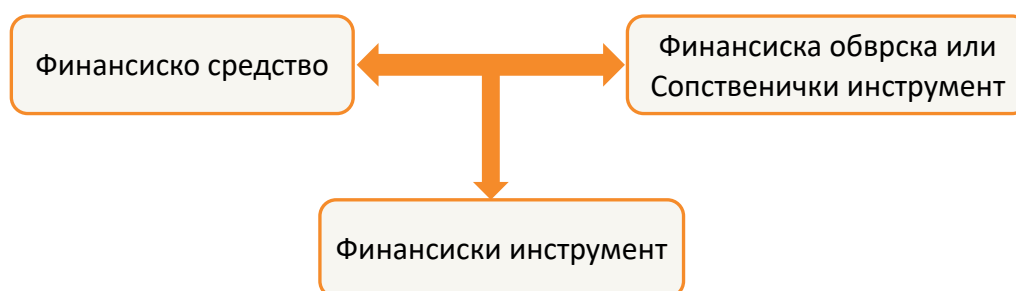 Финансиско средство
Финансиска обврска или
Сопственички инструмент
Финансиски инструмент